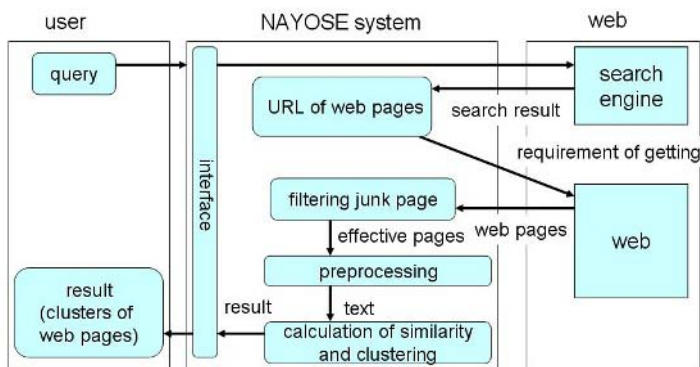 user
NAYOSE system
web
query
search
engine
URL of web pages
search result
requirement of getting
interface
filtering junk page
web pages
web
effective pages
preprocessing
result
(clusters of
web pages)
result
text
calculation of similarity
and clustering